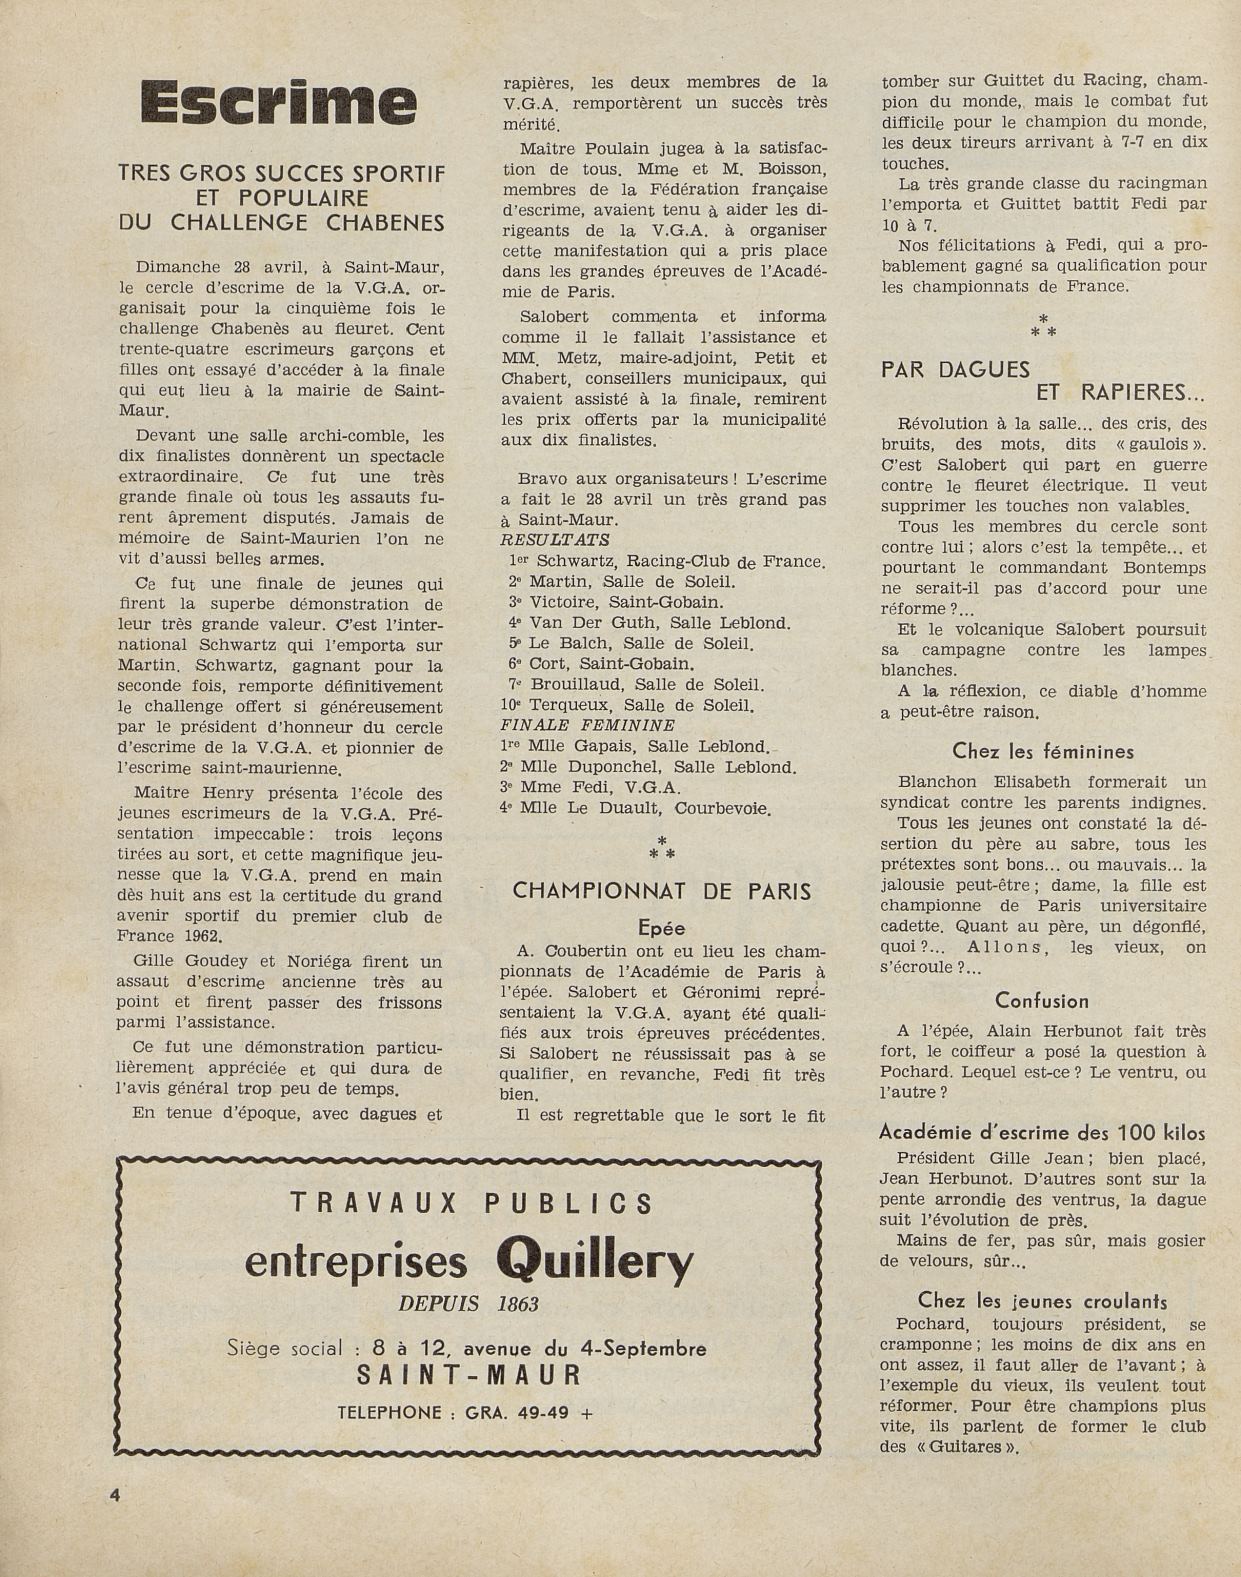 Escrime
TRES GROS SUCCES SPORTIF
ET POPULAIRE
DU CHALLENGE CHABENES
Dimanche 28 avril, à Saint-Maur,
le cercle d'escrime de la V.G.A. or-
ganisait pour la cinquième fois le
challenge Chabenès au fleuret. Cent
trente-quatre escrimeurs garçons et
filles ont essayé d'accéder à la finale
qui eut lieu à la mairie de Saint-
Maur.
Devant une salle archi-comble, les
dix finalistes donnèrent un spectacle
extraordinaire. Ce fut une très
grande finale où tous les assauts fu-
rent âprement disputés. Jamais de
mémoire de Saint-Maurien l'on ne
vit d'aussi belles armes.
Ce fut une finale de jeunes qui
firent la superbe démonstration de
leur très grande valeur. C'est l'inter-
national Schwartz qui l'emporta sur
Martin. Schwartz, gagnant pour la
seconde fois, remporte définitivement
le challenge offert si généreusement
par le président d'honneur du cercle
d'escrime de la V.G.A. et pionnier de
l'escrime saint-maurienne.
Maître Henry présenta l'école des
jeunes escrimeurs de la V.G.A. Pré-
sentation impeccable : trois leçons
tirées au sort, et cette magnifique jeu-
nesse que la V.G.A. prend en main
dès huit ans est la certitude du grand
avenir sportif du premier club de
France 1962.
Gille Goudey et Noriéga firent un
assaut d'escrime ancienne très au
point et firent passer des frissons
parmi l'assistance.
Ce fut une démonstration particu-
lièrement appréciée et qui dura de
l'avis général trop peu de temps.
En tenue d'époque, avec dagues et
rapières, les deux membres de la
V.G.A. remportèrent un succès très
mérité.
Maître Poulain jugea à la satisfac-
tion de tous. Mme et M. Boisson,
membres de la Fédération française
d'escrime, avaient tenu à aider les di-
rigeants de la V.G.A. à organiser
cette manifestation qui a pris place
dans les grandes épreuves de l'Acadé-
mie de Paris.
Salobert commenta et informa
comme il le fallait l'assistance et
MM. Metz, maire-adjoint, Petit et
Chabert, conseillers municipaux, qui
avaient assisté à la finale, remirent
les prix offerts par la municipalité
aux dix finalistes.
Bravo aux organisateurs ! L'escrime
a fait le 28 avril un très grand pas
à Saint-Maur.
RESULTATS
1er Schwartz, Racing-Club de France.
2e Martin, Salle de Soleil.
3e Victoire, Saint-Gobain.
4e Van Der Guth, Salle Leblond.
5e Le Balch, Salle de Soleil.
6e Cort, Saint-Gobain.
7e Brouillaud, Salle de Soleil.
10e Terqueux, Salle de Soleil.
FINALE FEMININE
1re Mlle Gapais, Salle Leblond.
2e Mlle Duponchel, Salle Leblond.
3e Mme Fedi, V.G.A.
4e Mlle Le Duault, Courbevoie.
*
* *
CHAMPIONNAT DE PARIS
Epée
A. Coubertin ont eu lieu les cham-
pionnats de l'Académie de Paris à
l'épée. Salobert et Géronimi repré-
sentaient la V.G.A. ayant été quali-
fiés aux trois épreuves précédentes.
Si Salobert ne réussissait pas à se
qualifier, en revanche, Fedi fit très
bien.
Il est regrettable que le sort le fit
tomber sur Guittet du Racing, cham-
pion du monde, mais le combat fut
difficile pour le champion du monde,
les deux tireurs arrivant à 7-7 en dix
touches.
La très grande classe du racingman
l'emporta et Guittet battit Fedi par
10 à 7.
Nos félicitations à Fedi, qui a pro-
bablement gagné sa qualification pour
les championnats de France.
*
* *
PAR DAGUES
ET RAPIERES...
Révolution à la salle... des cris, des
bruits, des mots, dits « gaulois ».
C'est Salobert qui part en guerre
contre le fleuret électrique. Il veut
supprimer les touches non valables.
Tous les membres du cercle sont
contre lui ; alors c'est la tempête... et
pourtant le commandant Bontemps
ne serait-il pas d'accord pour une
réforme ?...
Et le volcanique Salobert poursuit
sa campagne contre les lampes
blanches.
A la réflexion, ce diable d'homme
a peut-être raison.
Chez les féminines
Blanchon Elisabeth formerait un
syndicat contre les parents indignes.
Tous les jeunes ont constaté la dé-
sertion du père au sabre, tous les
prétextes sont bons... ou mauvais... la
jalousie peut-être ; dame, la fille est
championne de Paris universitaire
cadette. Quant au père, un dégonflé,
quoi ?... Allons, les vieux, on
s'écroule ?...
Confusion
A l'épée, Alain Herbunot fait très
fort, le coiffeur a posé la question à
Pochard. Lequel est-ce ? Le ventru, ou
l'autre ?
Académie d'escrime des 100 kilos
Président Gille Jean ; bien placé,
Jean Herbunot. D'autres sont sur la
pente arrondie des ventrus, la dague
suit l'évolution de près.
Mains de fer, pas sûr, mais gosier
de velours, sûr...
Chez les jeunes croulants
Pochard, toujours président, se
cramponne ; les moins de dix ans en
ont assez, il faut aller de l'avant ; à
l'exemple du vieux, ils veulent tout
réformer. Pour être champions plus
vite, ils parlent de former le club
des « Guitares ».
TRAVAUX PUBLICS
entreprises Quillery
DEPUIS 1863
Siège social : 8 à 12, avenue du 4-Septembre
SAINT-MAUR
TELEPHONE : GRA. 49-49 +
4